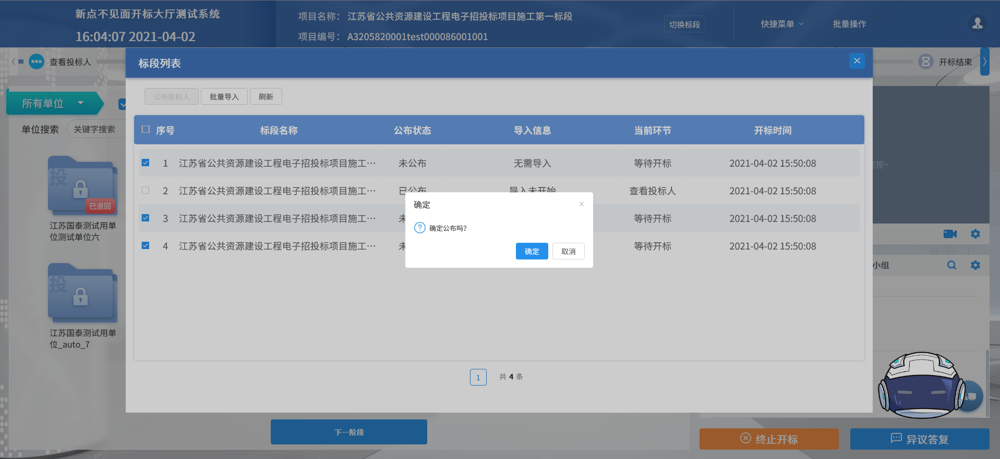 新点不见面开标大厅测试系统
16:04:07 2021-04-02
项目名称： 江苏省公共资源建设工程电子招投标项目施工第一标段
项目编号： A3205820001test000086001001
切换标段
快捷菜单
批量操作
查看投标人
开标结束
标段列表
所有单位
单位搜索
关键字搜索
投
已退回
江苏国泰测试用单
位测试单位六
投
江苏国泰测试用单
位_auto_7
公布投标人 批量导入 刷新
序号 标段名称 公布状态 导入信息 当前环节 开标时间
1 江苏省公共资源建设工程电子招投标项目施工… 未公布 无需导入 等待开标 2021-04-02 15:50:08
2 江苏省公共资源建设工程电子招投标项目施工… 已公布 导入未开始 查看投标人 2021-04-02 15:50:08
3 江苏省公共资源建设工程电子招投标项目施工… 未 等待开标 2021-04-02 15:50:08
4 江苏省公共资源建设工程电子招投标项目施工… 未 等待开标 2021-04-02 15:50:08
确定
确定公布吗?
确定 取消
1 共 4 条
控~
小组
聊
下一阶段
终止开标
异议答复